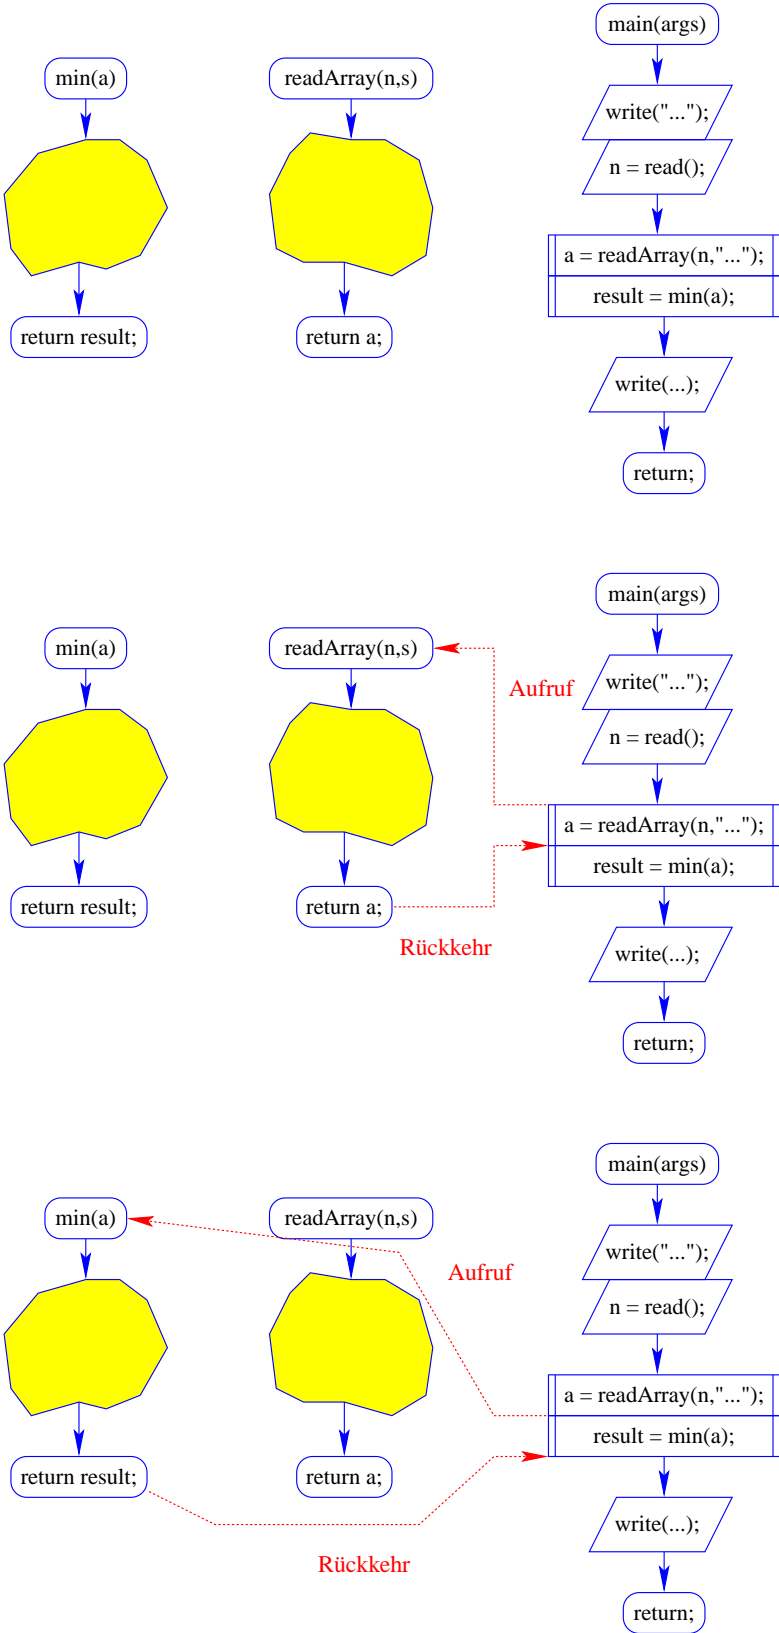 main(args)
min(a)
readArray(n,s)
write("...");
n = read();
a = readArray(n,"...");
result = min(a);
return result;
return a;
write(...);
return;
main(args)
min(a)
readArray(n,s)
write("...");
Aufruf
n = read();
a = readArray(n,"...");
result = min(a);
return result;
return a;
Rückkehr
write(...);
return;
main(args)
min(a)
readArray(n,s)
write("...");
Aufruf
n = read();
a = readArray(n,"...");
result = min(a);
return result;
return a;
write(...);
Rückkehr
return;